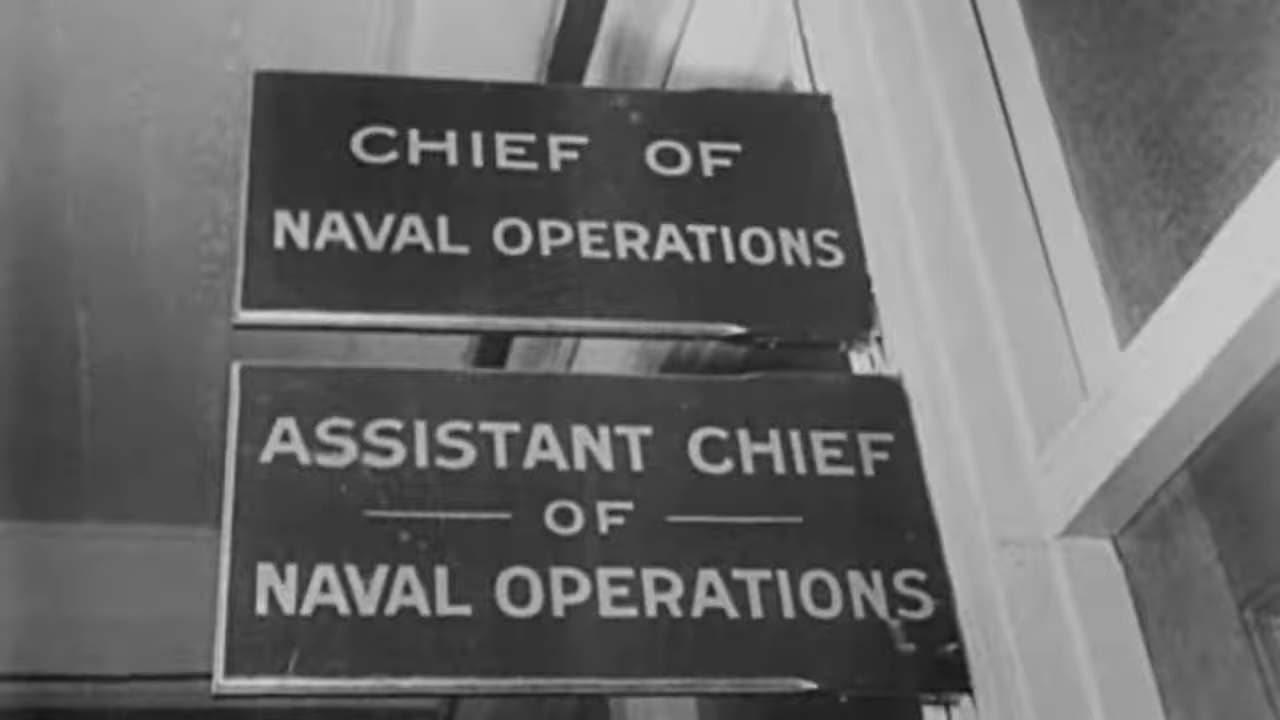 CHIEF OF
NAVAL OPERATIONS
ASSISTANT CHIEF
OF
NAVAL OPERATIONS